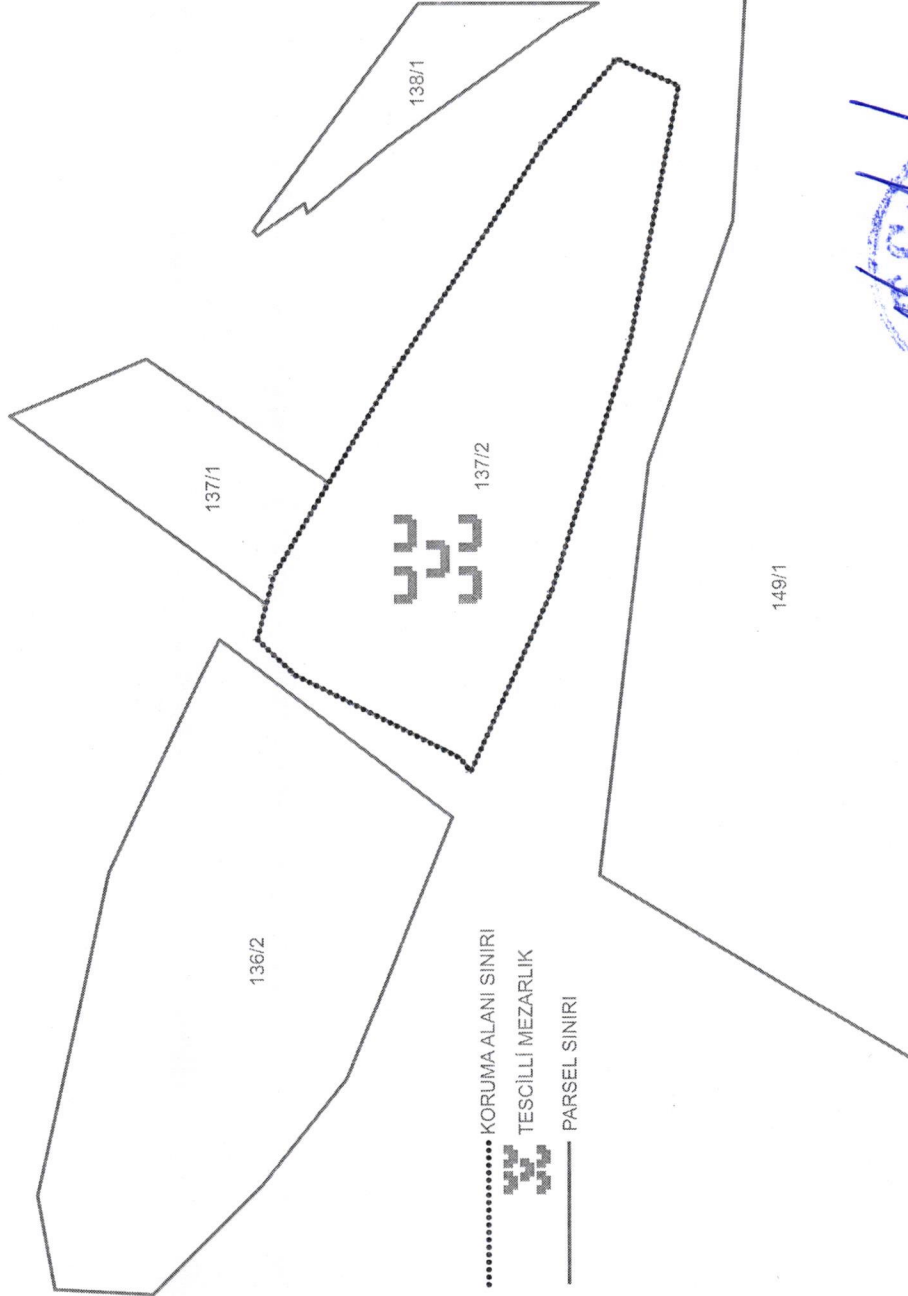 138/1
137/1
137/2
136/2
149/1
KORUMA ALANI SINIRI
TESCİLLİ MEZARLIK
PARSEL SINIRI